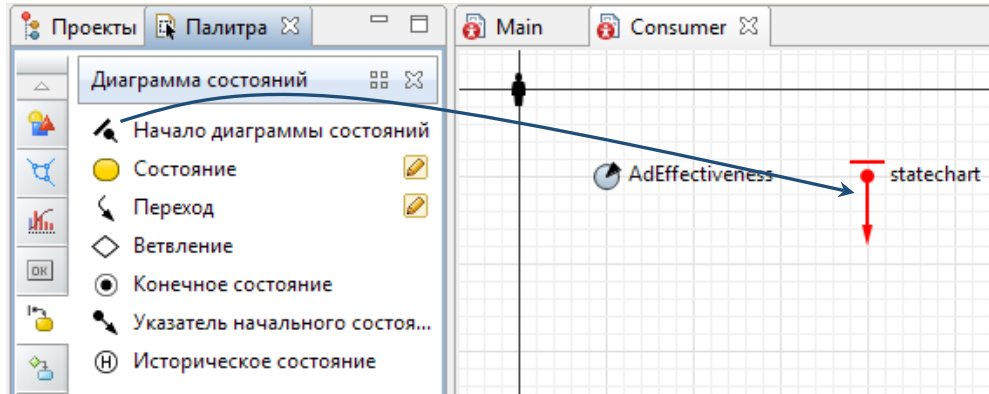 Проекты Палитра
Диаграмма состояний
Начало диаграммы состояний
Состояние
Переход
Ветвление
OK
Конечное состояние
Указатель начального состоя...
H Историческое состояние
Main Consumer
AdEffectiveness statechart